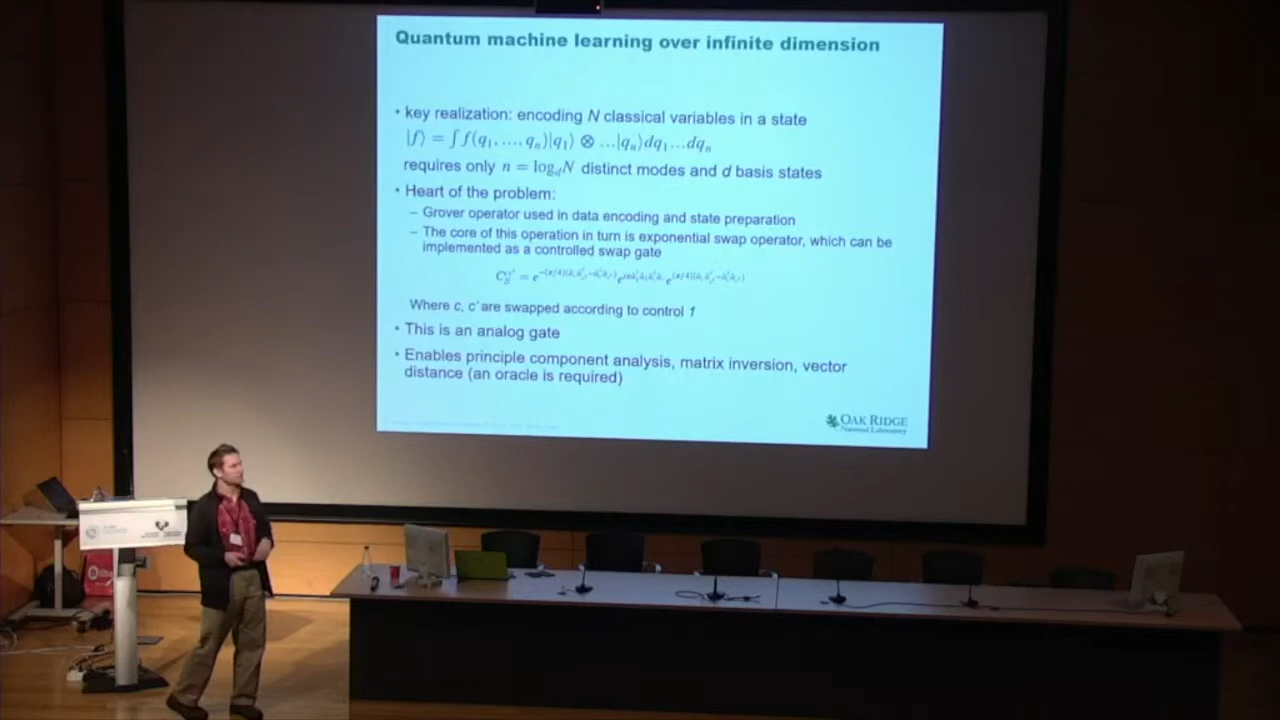 Quantum machine learning over infinite dimension
• key realization: encoding N classical variables in a state
|f⟩ = ∫ f(q₁, ..., qₙ)|q₁⟩ ⊗ ...|qₙ⟩dq₁...dqₙ
requires only n = log_d N distinct modes and d basis states
• Heart of the problem:
– Grover operator used in data encoding and state preparation
– The core of this operation in turn is exponential swap operator, which can be
implemented as a controlled swap gate
Where c, c' are swapped according to control 1
• This is an analog gate
• Enables principle component analysis, matrix inversion, vector
distance (an oracle is required)
OAK RIDGE
National Laboratory